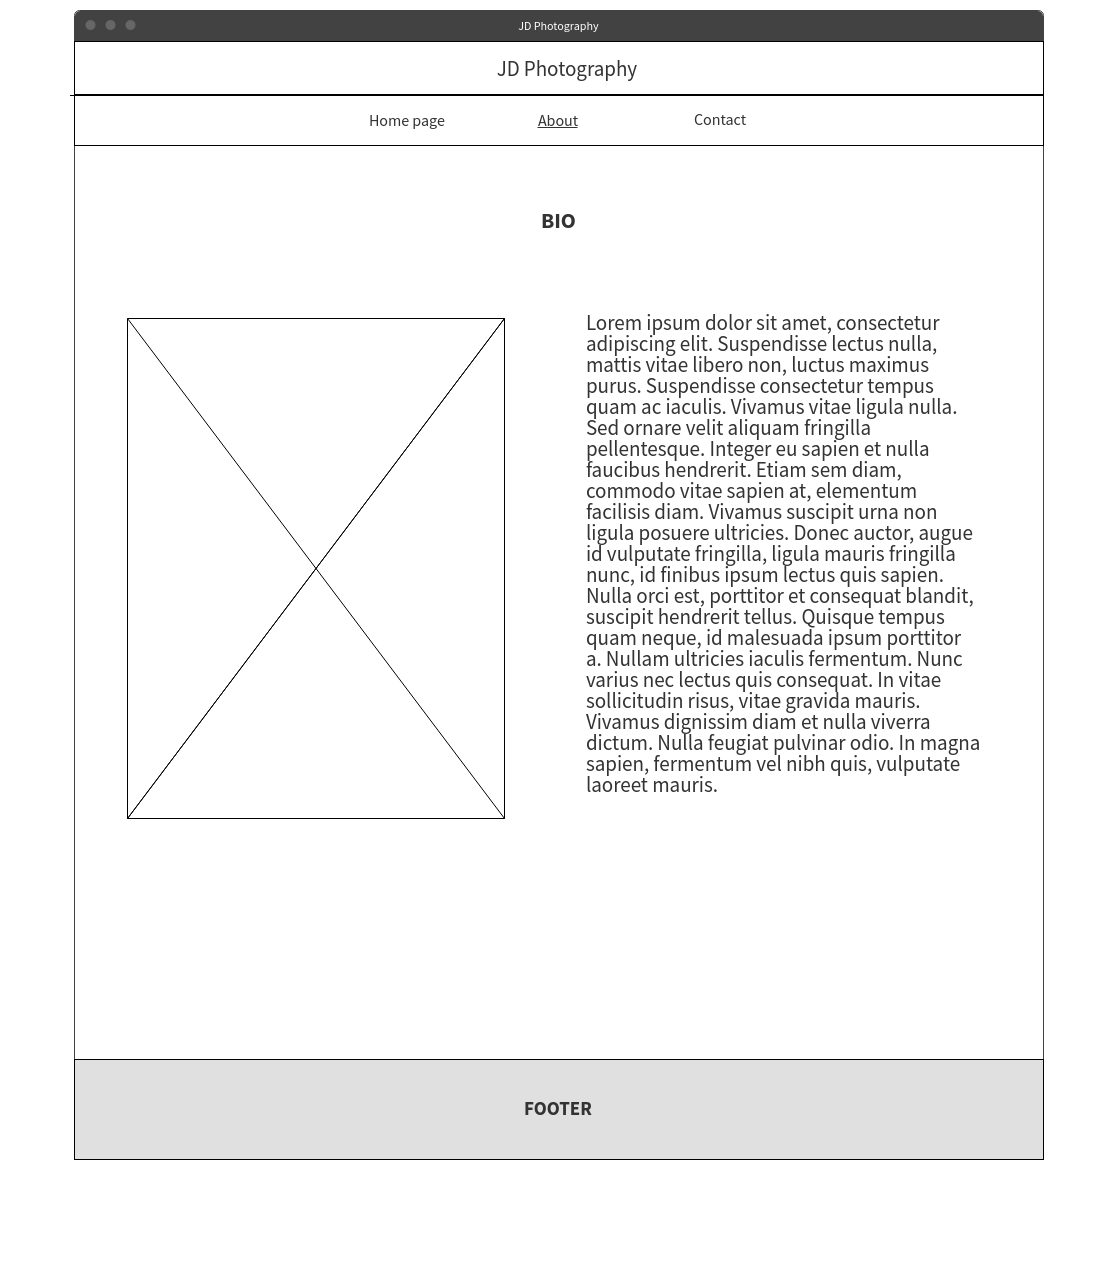 JD Photography
JD Photography
Home page About Contact
BIO
Lorem ipsum dolor sit amet, consectetur
adipiscing elit. Suspendisse lectus nulla,
mattis vitae libero non, luctus maximus
purus. Suspendisse consectetur tempus
quam ac iaculis. Vivamus vitae ligula nulla.
Sed ornare velit aliquam fringilla
pellentesque. Integer eu sapien et nulla
faucibus hendrerit. Etiam sem diam,
commodo vitae sapien at, elementum
facilisis diam. Vivamus suscipit urna non
ligula posuere ultricies. Donec auctor, augue
id vulputate fringilla, ligula mauris fringilla
nunc, id finibus ipsum lectus quis sapien.
Nulla orci est, porttitor et consequat blandit,
suscipit hendrerit tellus. Quisque tempus
quam neque, id malesuada ipsum porttitor
a. Nullam ultricies iaculis fermentum. Nunc
varius nec lectus quis consequat. In vitae
sollicitudin risus, vitae gravida mauris.
Vivamus dignissim diam et nulla viverra
dictum. Nulla feugiat pulvinar odio. In magna
sapien, fermentum vel nibh quis, vulputate
laoreet mauris.
FOOTER